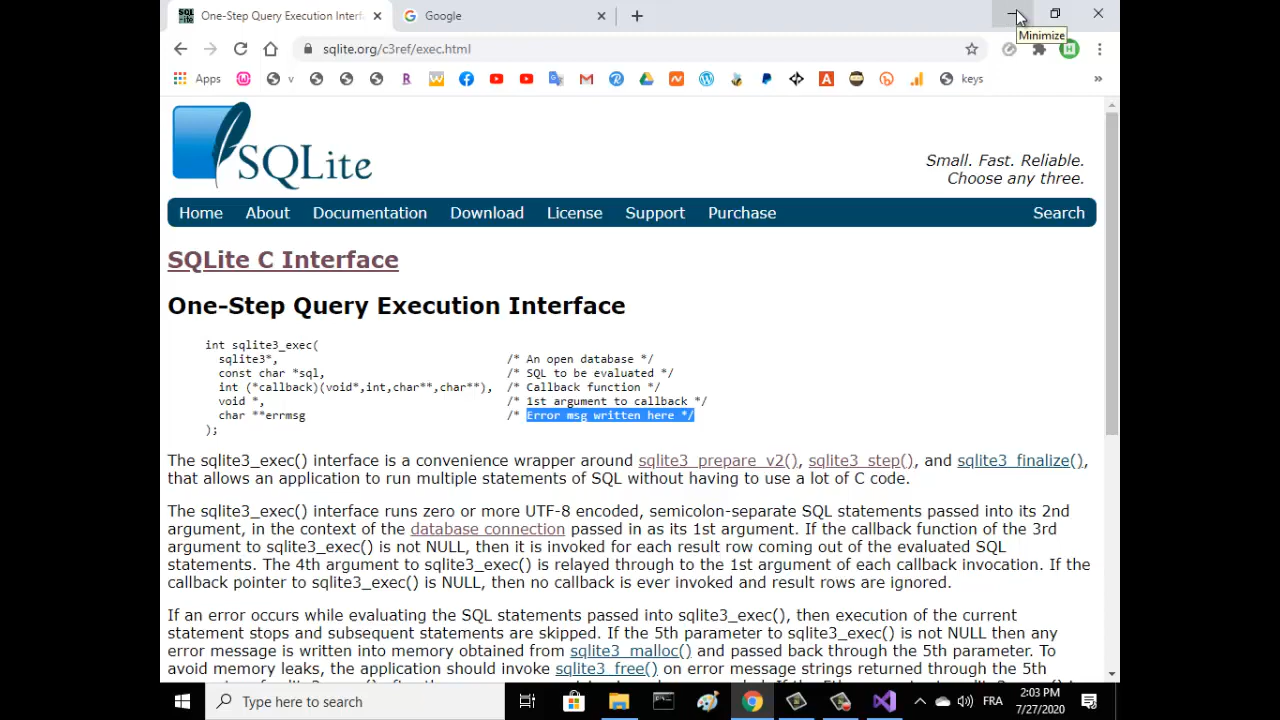 One-Step Query Execution Interf
Google
Minimize
sqlite.org/c3ref/exec.html
Apps
keys
SQLite
Small. Fast. Reliable.
Choose any three.
Home About Documentation Download License Support Purchase Search
SQLite C Interface
One-Step Query Execution Interface
int sqlite3_exec(
sqlite3*, /* An open database */
const char *sql, /* SQL to be evaluated */
int (*callback)(void*,int,char**,char**), /* Callback function */
void *, /* 1st argument to callback */
char **errmsg /* Error msg written here */
);
The sqlite3_exec() interface is a convenience wrapper around sqlite3_prepare_v2(), sqlite3_step(), and sqlite3_finalize(),
that allows an application to run multiple statements of SQL without having to use a lot of C code.
The sqlite3_exec() interface runs zero or more UTF-8 encoded, semicolon-separate SQL statements passed into its 2nd
argument, in the context of the database connection passed in as its 1st argument. If the callback function of the 3rd
argument to sqlite3_exec() is not NULL, then it is invoked for each result row coming out of the evaluated SQL
statements. The 4th argument to sqlite3_exec() is relayed through to the 1st argument of each callback invocation. If the
callback pointer to sqlite3_exec() is NULL, then no callback is ever invoked and result rows are ignored.
If an error occurs while evaluating the SQL statements passed into sqlite3_exec(), then execution of the current
statement stops and subsequent statements are skipped. If the 5th parameter to sqlite3_exec() is not NULL then any
error message is written into memory obtained from sqlite3_malloc() and passed back through the 5th parameter. To
avoid memory leaks, the application should invoke sqlite3_free() on error message strings returned through the 5th
Type here to search
FRA
2:03 PM
7/27/2020